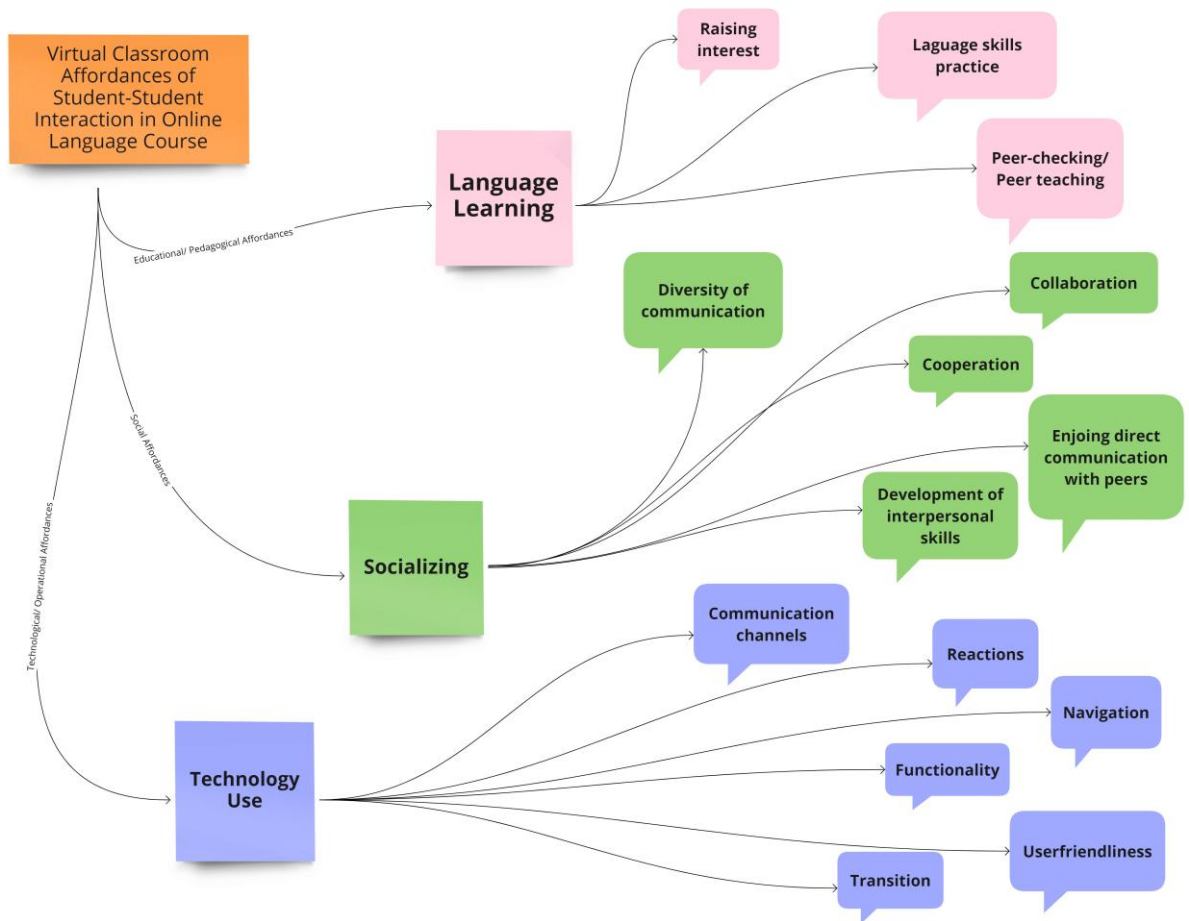 Virtual Classroom
Affordances of
Student-Student
Interaction in Online
Language Course
Educational/ Pedagogical Affordances
Language
Learning
Raising
interest
Laguage skills
practice
Peer-checking/
Peer teaching
Social Affordances
Socializing
Diversity of
communication
Collaboration
Cooperation
Enjoing direct
communication
with peers
Development of
interpersonal
skills
Technological/ Operational Affordances
Technology
Use
Communication
channels
Reactions
Navigation
Functionality
Userfriendliness
Transition